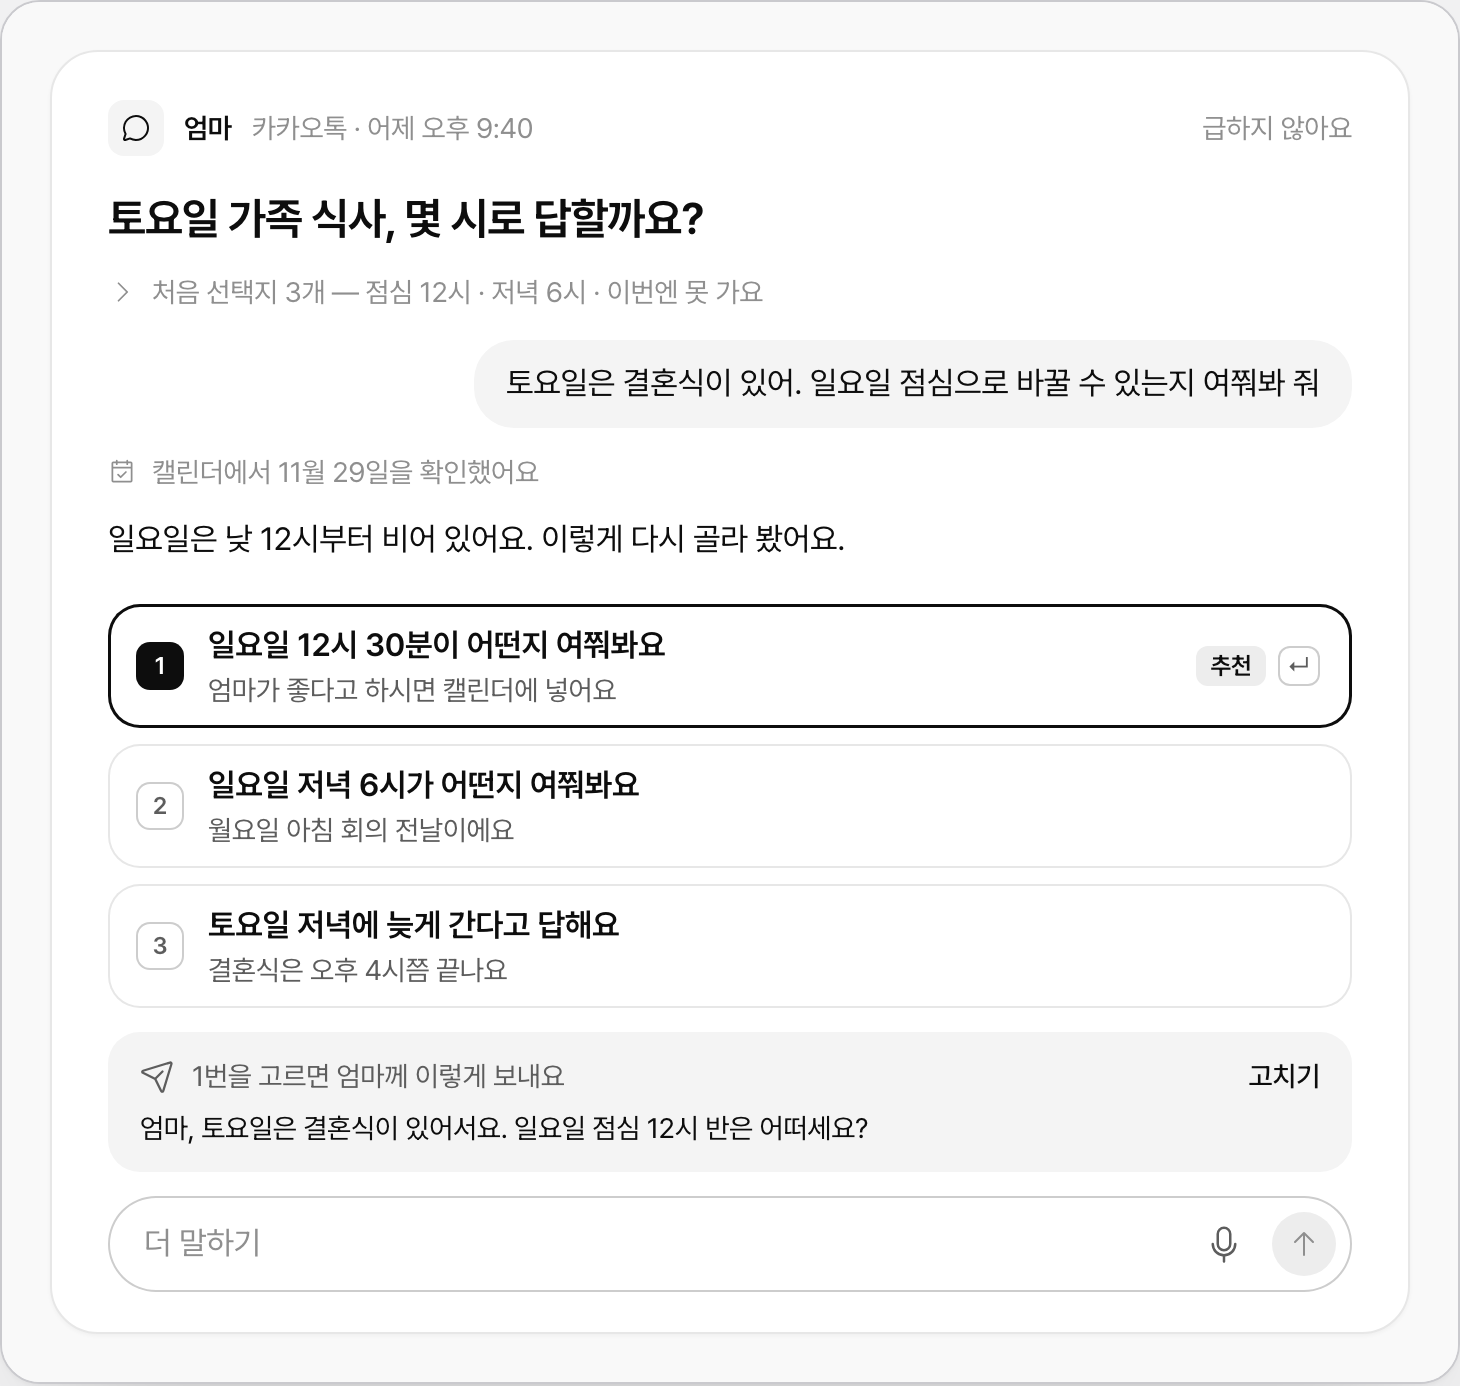 엄마 카카오톡 · 어제 오후 9:40 급하지 않아요
토요일 가족 식사, 몇 시로 답할까요?
처음 선택지 3개 — 점심 12시 · 저녁 6시 · 이번엔 못 가요
토요일은 결혼식이 있어. 일요일 점심으로 바꿀 수 있는지 여쭤봐 줘
캘린더에서 11월 29일을 확인했어요
일요일은 낮 12시부터 비어 있어요. 이렇게 다시 골라 봤어요.
1 일요일 12시 30분이 어떤지 여쭤봐요 추천
엄마가 좋다고 하시면 캘린더에 넣어요
2 일요일 저녁 6시가 어떤지 여쭤봐요
월요일 아침 회의 전날이에요
3 토요일 저녁에 늦게 간다고 답해요
결혼식은 오후 4시쯤 끝나요
1번을 고르면 엄마께 이렇게 보내요 고치기
엄마, 토요일은 결혼식이 있어서요. 일요일 점심 12시 반은 어떠세요?
더 말하기